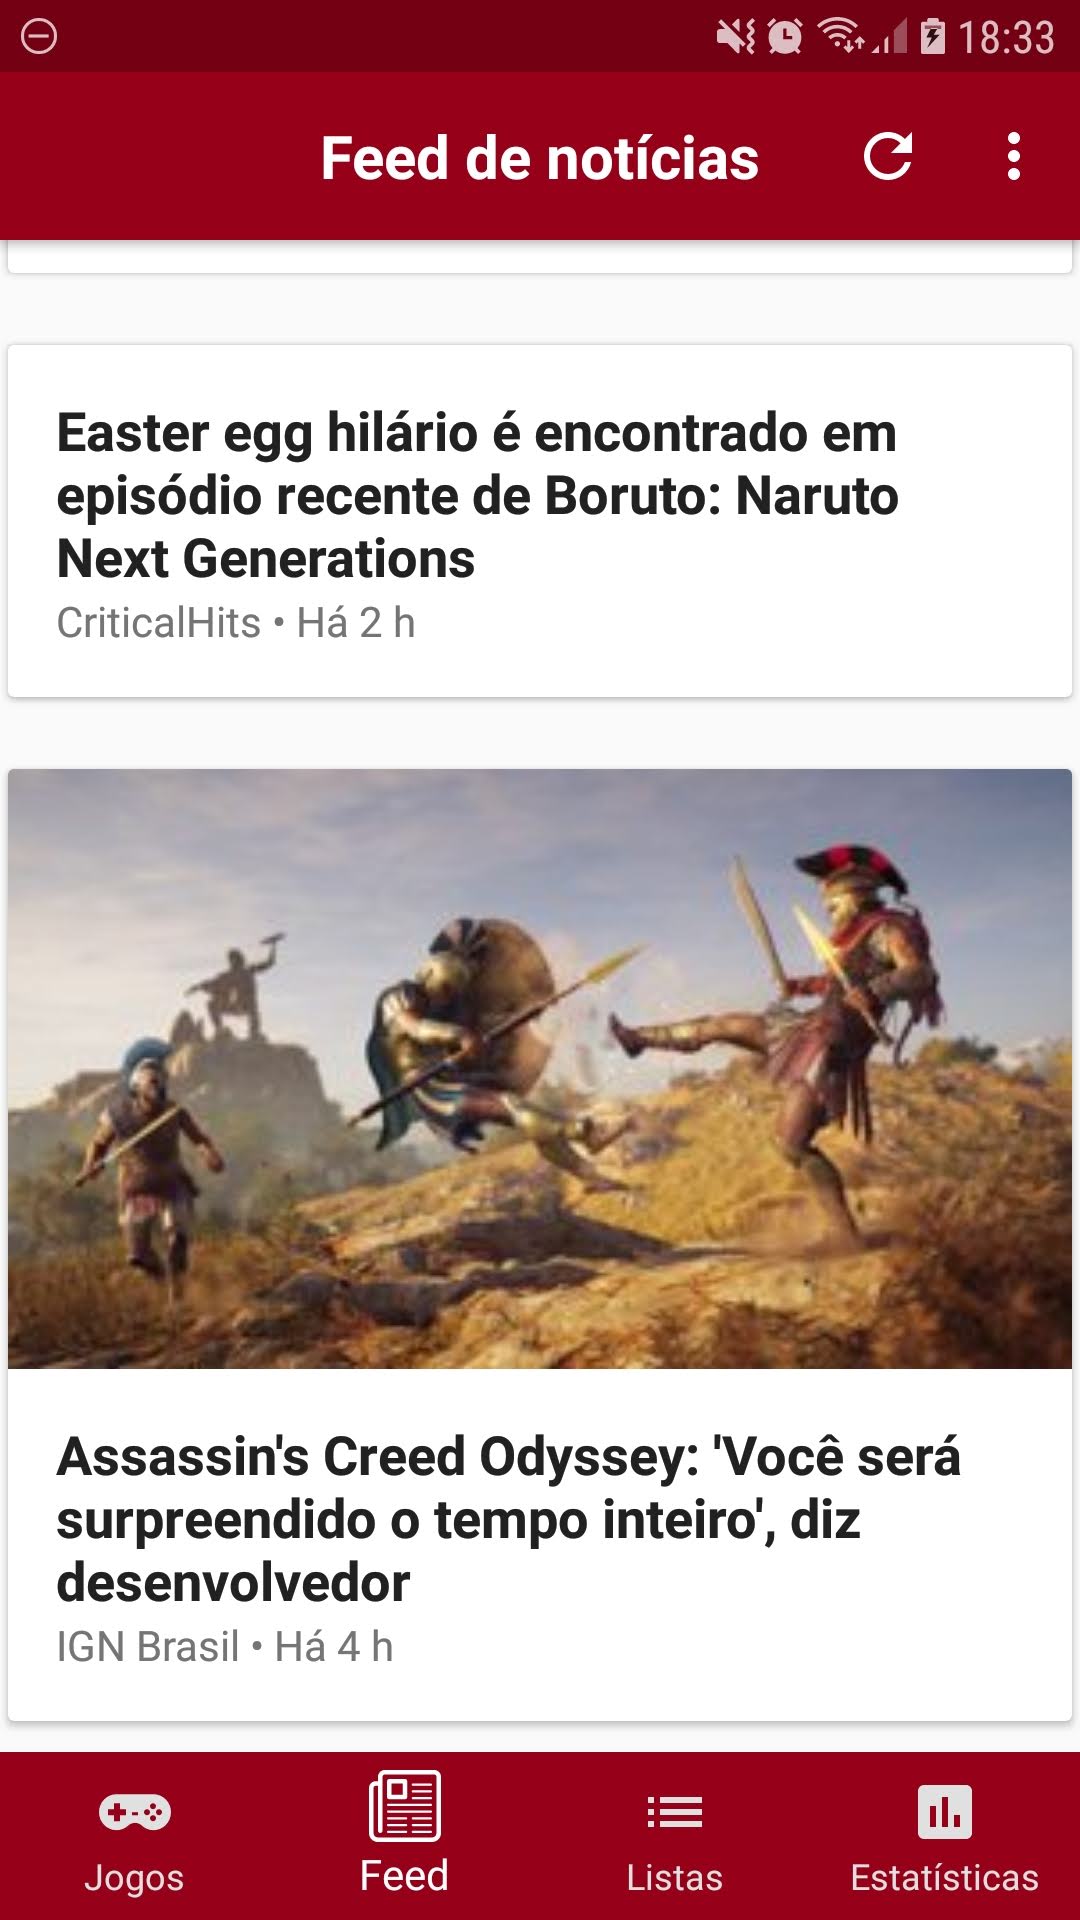 18:33
Feed de notícias
Easter egg hilário é encontrado em
episódio recente de Boruto: Naruto
Next Generations
CriticalHits • Há 2 h
Assassin's Creed Odyssey: 'Você será
surpreendido o tempo inteiro', diz
desenvolvedor
IGN Brasil • Há 4 h
Jogos
Feed
Listas
Estatísticas